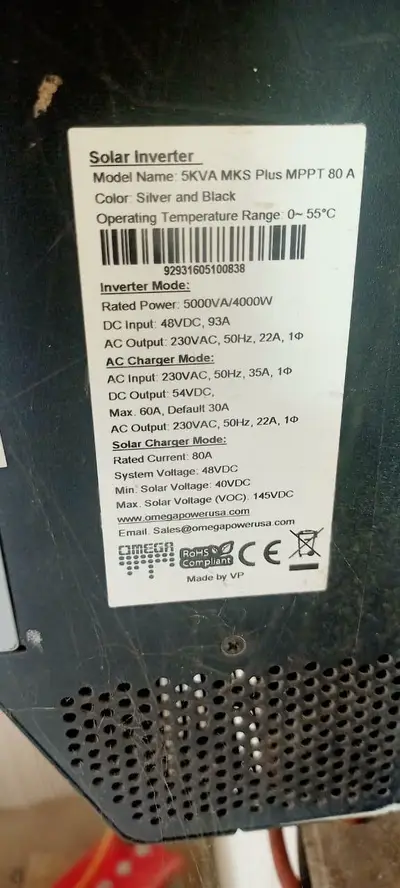 Solar Inverter
Model Name: 5KVA MKS Plus MPPT 80 A
Color: Silver and Black
Operating Temperature Range: 0~ 55°C
92931605100838
Inverter Mode:
Rated Power: 5000VA/4000W
DC Input: 48VDC, 93A
AC Output: 230VAC, 50Hz, 22A, 1Φ
AC Charger Mode:
AC Input: 230VAC, 50Hz, 35A, 1Φ
DC Output: 54VDC,
Max. 60A, Default 30A
AC Output: 230VAC, 50Hz, 22A, 1Φ
Solar Charger Mode:
Rated Current: 80A
System Voltage: 48VDC
Min. Solar Voltage: 40VDC
Max. Solar Voltage (VOC): 145VDC
www.omegapowerusa.com
Email. Sales@omegapowerusa.com
OMEGA
RoHS
Compliant
CE
Made by VP